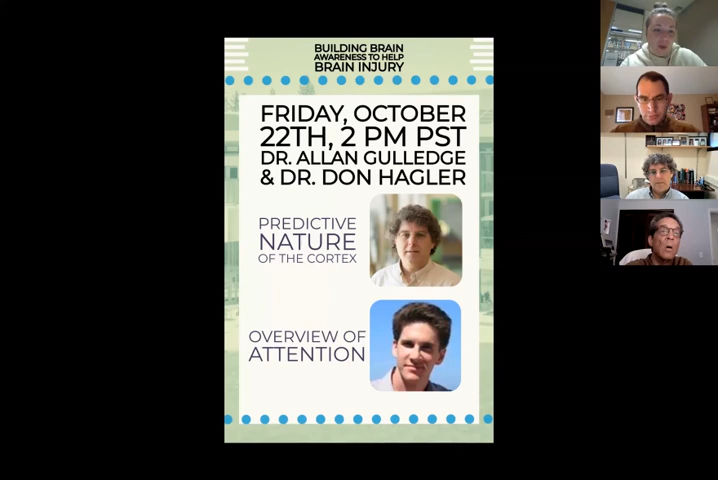 BUILDING BRAIN
AWARENESS TO HELP
BRAIN INJURY
FRIDAY, OCTOBER
22TH, 2 PM PST
DR. ALLAN GULLEDGE
& DR. DON HAGLER
PREDICTIVE
NATURE
OF THE CORTEX
OVERVIEW OF
ATTENTION